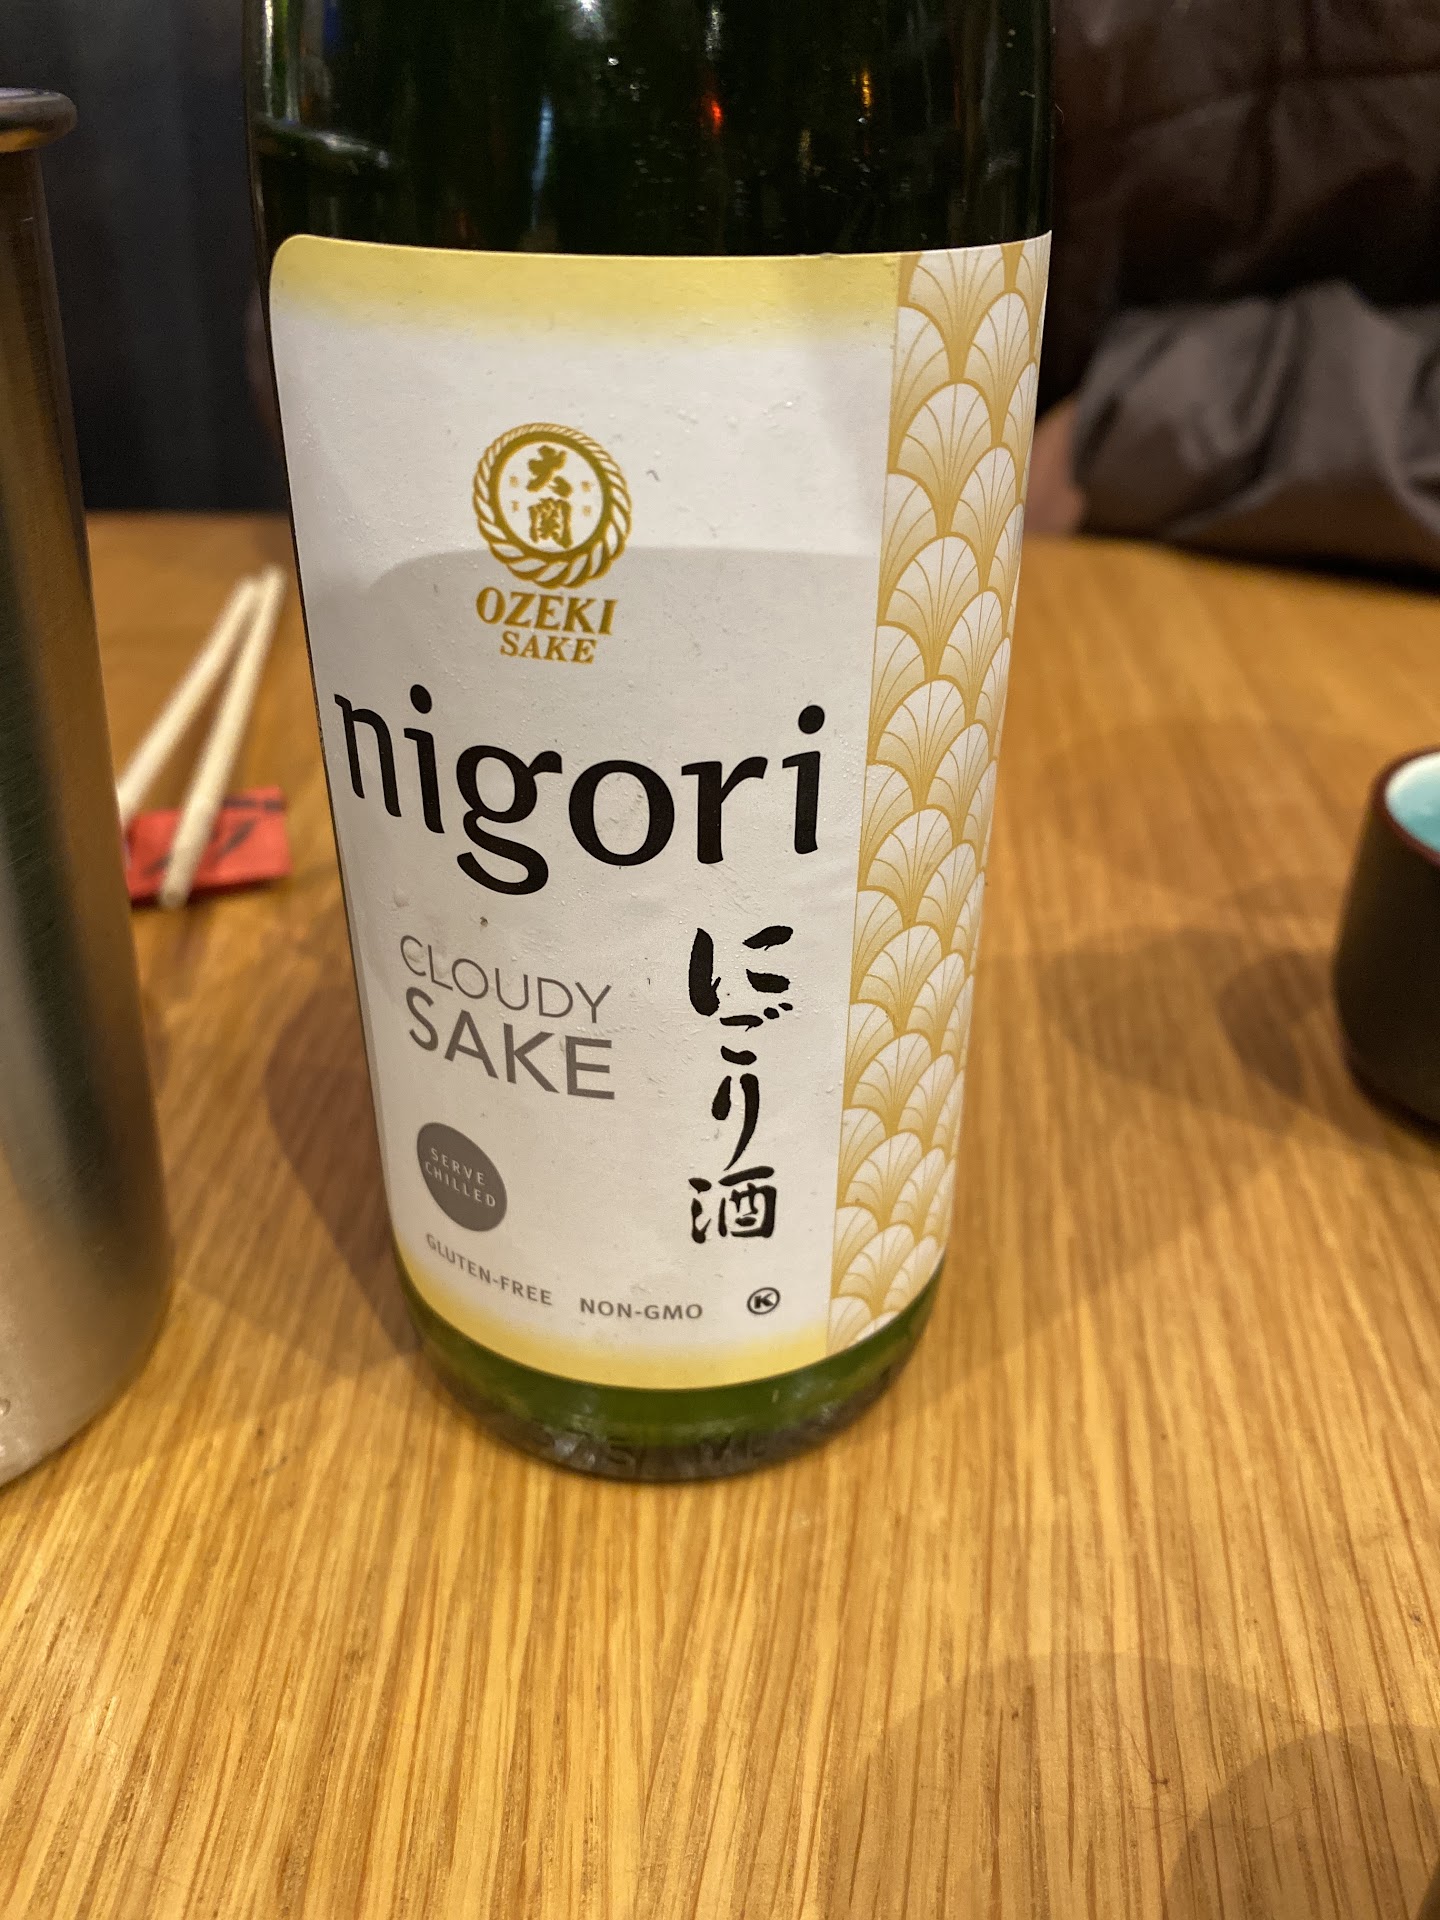 大関
OZEKI
SAKE
nigori
CLOUDY
SAKE
にごり酒
SERVE
CHILLED
GLUTEN-FREE NON-GMO K